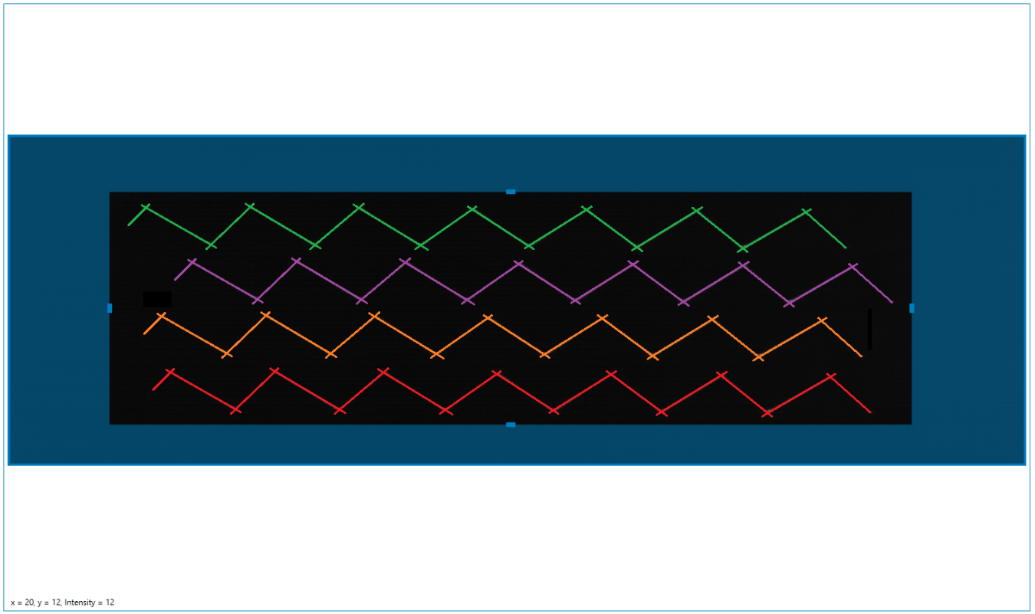 x = 20, y = 12, Intensity = 12